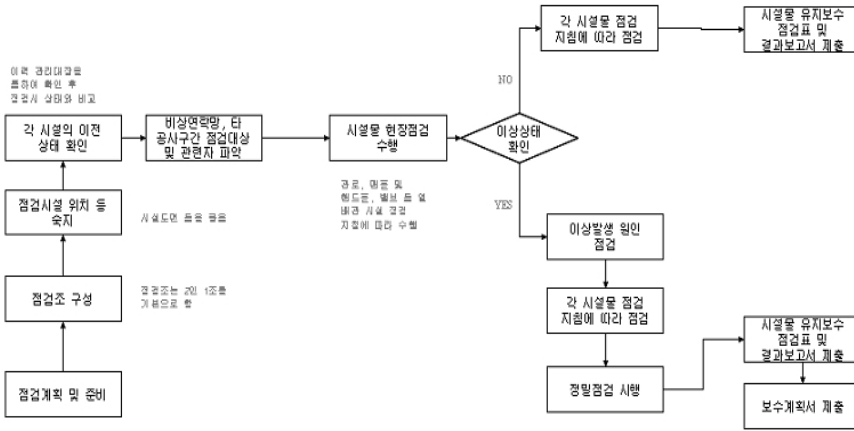 각 시설물 점검
지침에 따라 점검
시설물 유지보수
점검표 및
결과보고서 제출
이력 관리대장을
통하여 확인 후
점검시 상태와 비교
NO
각 시설의 이전
상태 확인
비상연락망, 타
공사구간 점검대상
및 관련자 파악
시설물 현장점검
수행
이상상태
확인
관로, 맨홀 및
핸드홀, 밸브 등 열
배관 시설 점검
지침에 따라 수행
YES
점검시설 위치 등
숙지
시설도면 등을 활용
이상발생 원인
점검
점검조 구성
점검조는 2인 1조를
기본으로 함
각 시설물 점검
지침에 따라 점검
시설물 유지보수
점검표 및
결과보고서 제출
점검계획 및 준비
정밀점검 시행
보수계획서 제출